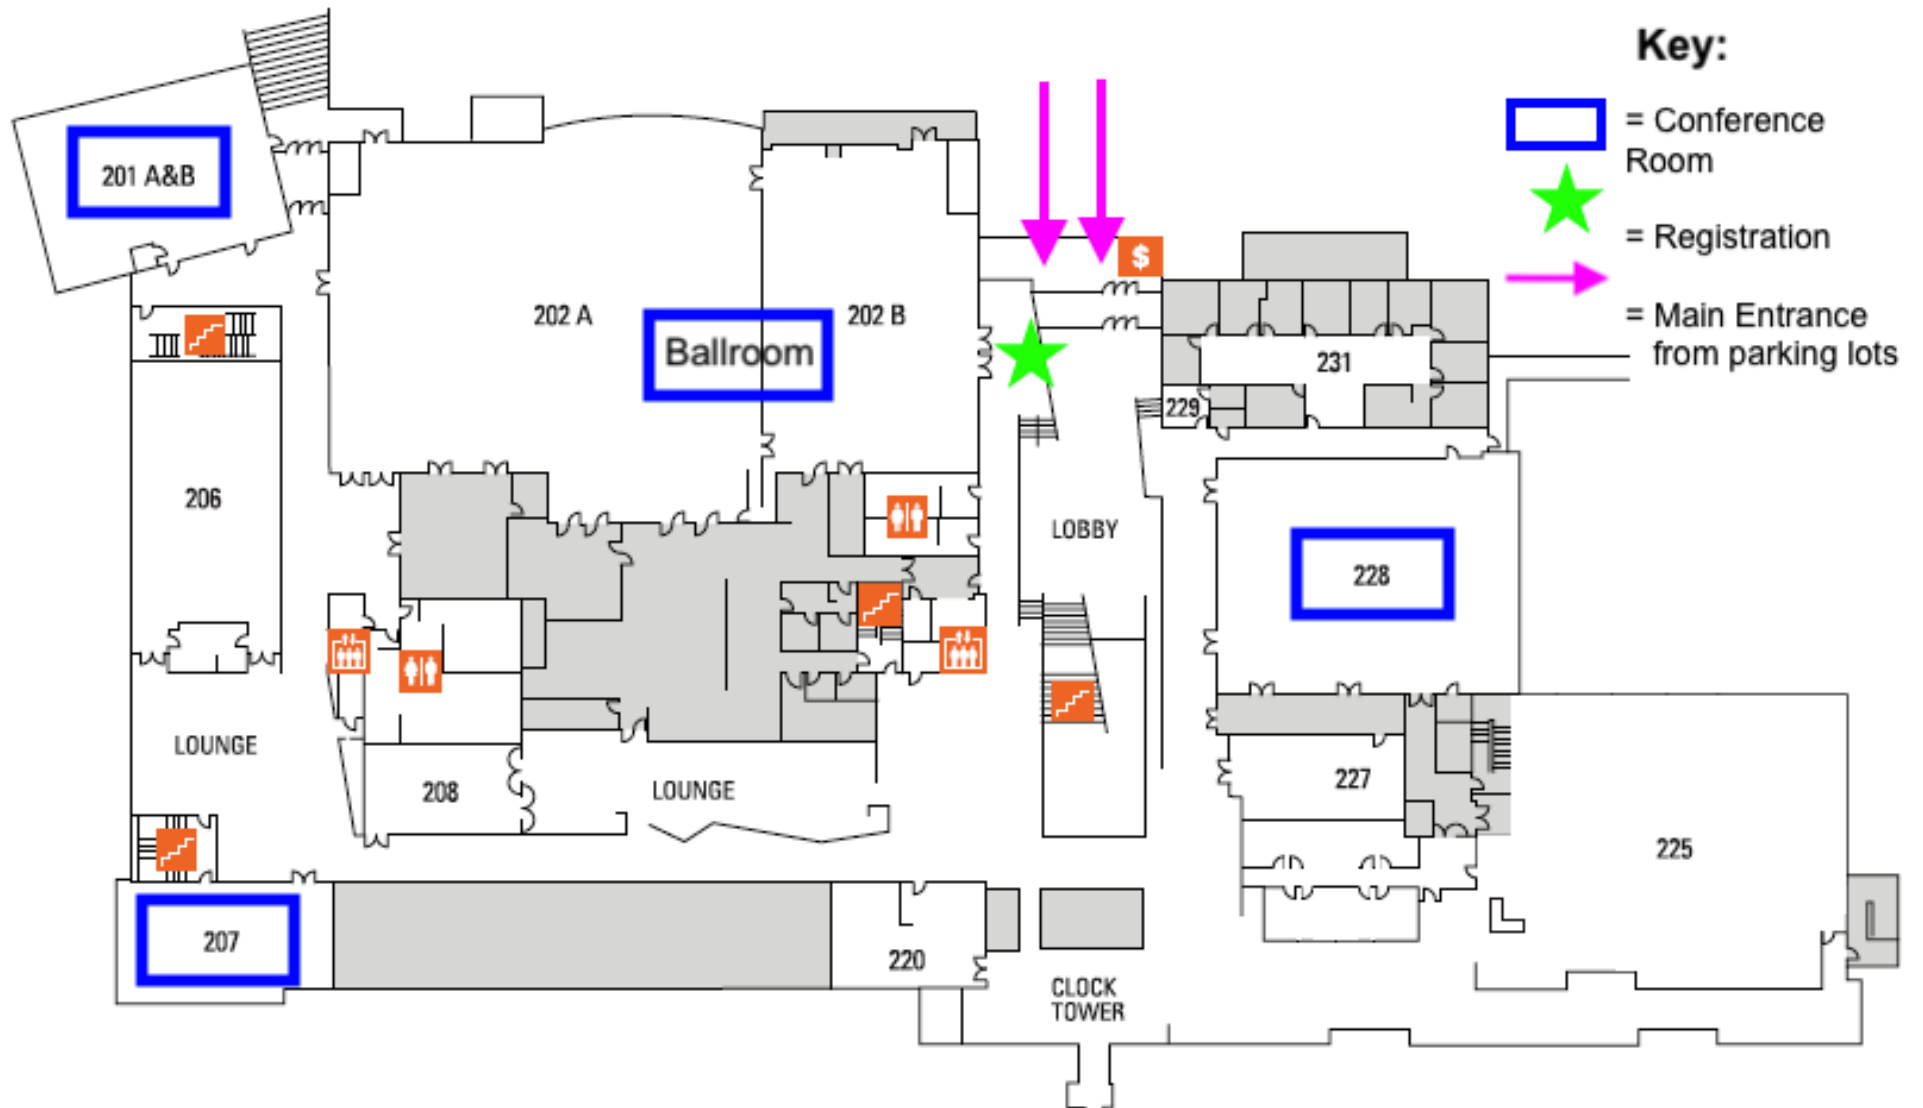 Key:
= Conference
Room
= Registration
= Main Entrance
from parking lots
201 A&B
202 A
202 B
Ballroom
$
231
229
206
LOBBY
228
LOUNGE
208
LOUNGE
227
225
207
220
CLOCK
TOWER